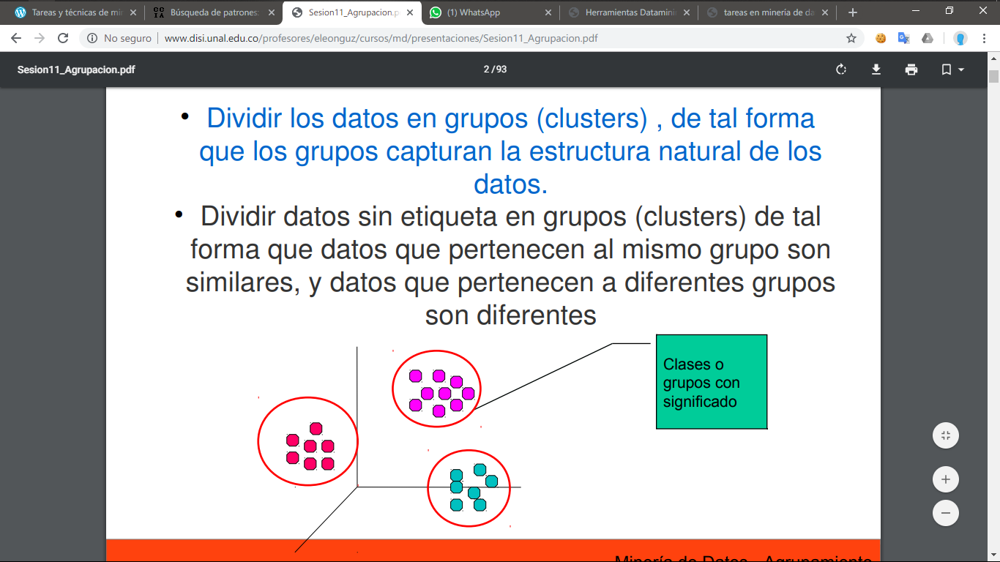 Tareas y técnicas de mi
Búsqueda de patrones:
Sesion11_Agrupacion.p
(1) WhatsApp
Herramientas Datamini
tareas en mineria de da
No seguro
www.disi.unal.edu.co/profesores/eleonguz/cursos/md/presentaciones/Sesion11_Agrupacion.pdf
Sesion11_Agrupacion.pdf
2 / 93
• Dividir los datos en grupos (clusters) , de tal forma
que los grupos capturan la estructura natural de los
datos.
• Dividir datos sin etiqueta en grupos (clusters) de tal
forma que datos que pertenecen al mismo grupo son
similares, y datos que pertenecen a diferentes grupos
son diferentes
Clases o
grupos con
significado
Minería de Datos - Agrupamiento